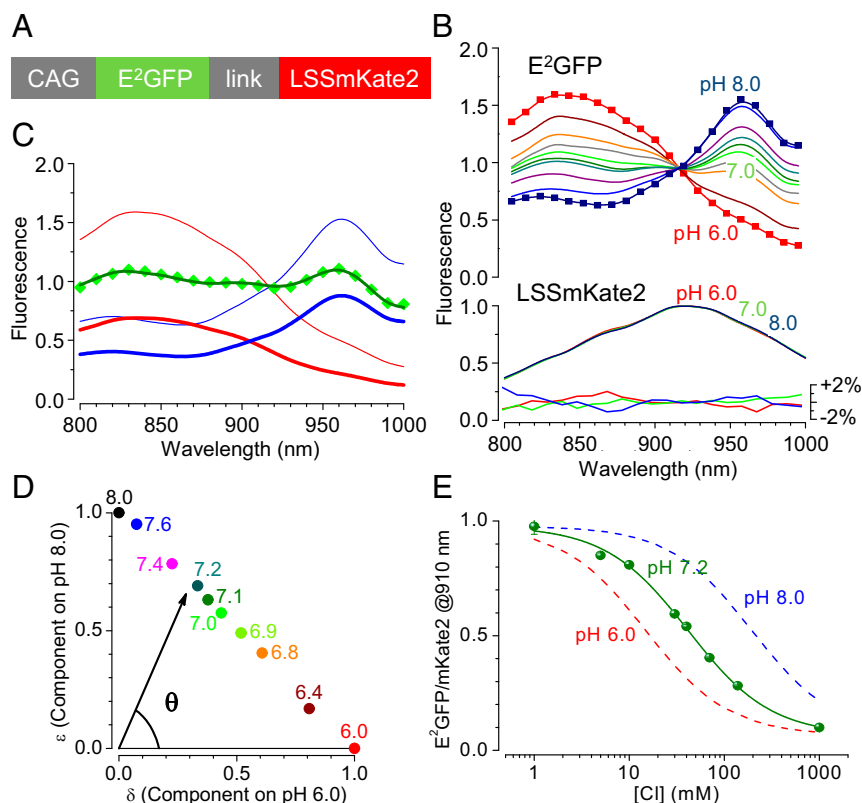 A
CAG E²GFP link LSSmKate2
B
E²GFP
pH 8.0
7.0
pH 6.0
LSSmKate2
pH 6.0
7.0
8.0
+2%
-2%
2.0
1.5
1.0
0.5
0.0
1.0
0.5
0.0
Fluorescence
800 850 900 950 1000
Wavelength (nm)
C
2.0
1.5
1.0
0.5
0.0
Fluorescence
800 850 900 950 1000
Wavelength (nm)
D
8.0
7.6
7.4
7.2
7.1
7.0
6.9
6.8
6.4
6.0
θ
1.0
0.5
0.0
ε (Component on pH 8.0)
0.0 0.5 1.0
δ (Component on pH 6.0)
E
pH 7.2
pH 8.0
pH 6.0
1.0
0.5
0.0
E²GFP/mKate2 @910 nm
1 10 100 1000
[Cl] (mM)